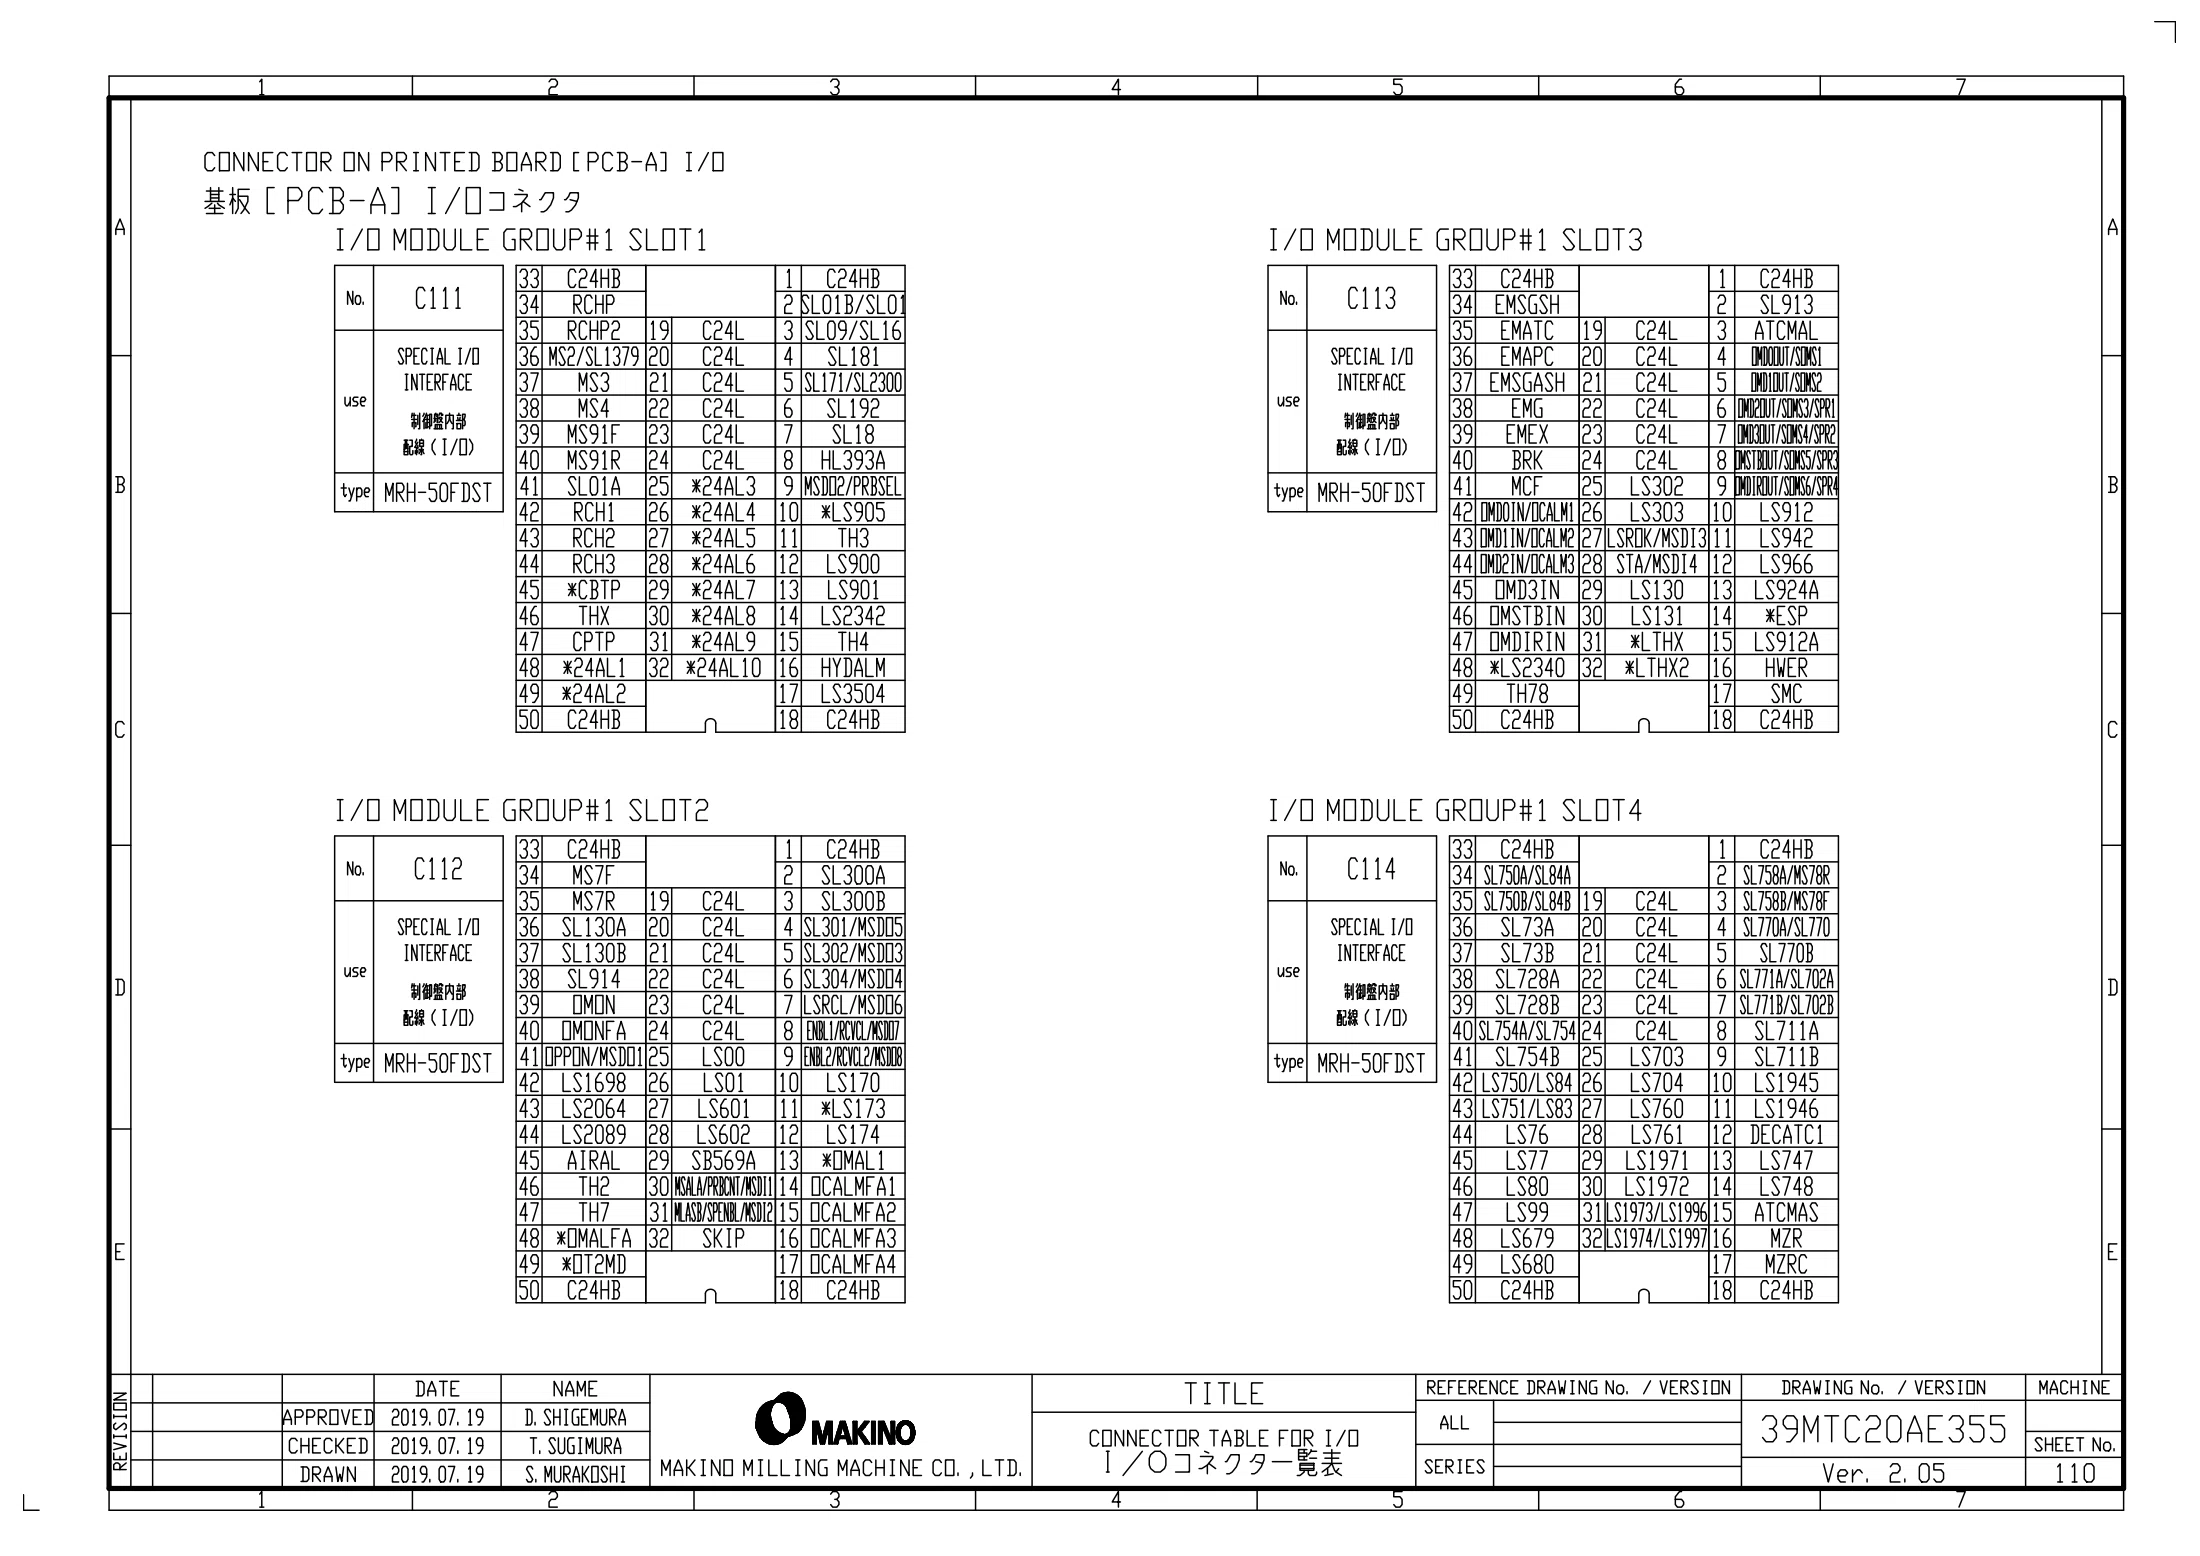 1 2 3 4 5 6 7
CONNECTOR ON PRINTED BOARD [PCB-A] I/O
基板 [PCB-A] I/Oコネクタ
A A
B B
C C
D D
E E
I/O MODULE GROUP#1 SLOT1
No. C111
use SPECIAL I/O
INTERFACE
制御盤内部
配線(I/O)
type MRH-50FDST
33 C24HB 1 C24HB
34 RCHP 2 SL01B/SL01
35 RCHP2 19 C24L 3 SL09/SL16
36 MS2/SL1379 20 C24L 4 SL181
37 MS3 21 C24L 5 SL171/SL2300
38 MS4 22 C24L 6 SL192
39 MS91F 23 C24L 7 SL18
40 MS91R 24 C24L 8 HL393A
41 SL01A 25 *24AL3 9 MSDO2/PRBSEL
42 RCH1 26 *24AL4 10 *LS905
43 RCH2 27 *24AL5 11 TH3
44 RCH3 28 *24AL6 12 LS900
45 *CBTP 29 *24AL7 13 LS901
46 THX 30 *24AL8 14 LS2342
47 CPTP 31 *24AL9 15 TH4
48 *24AL1 32 *24AL10 16 HYDALM
49 *24AL2 17 LS3504
50 C24HB 18 C24HB
I/O MODULE GROUP#1 SLOT3
No. C113
use SPECIAL I/O
INTERFACE
制御盤内部
配線(I/O)
type MRH-50FDST
33 C24HB 1 C24HB
34 EMSGSH 2 SL913
35 EMATC 19 C24L 3 ATCMAL
36 EMAPC 20 C24L 4 OMD0OUT/SOMS1
37 EMSGASH 21 C24L 5 OMD1OUT/SOMS2
38 EMG 22 C24L 6 OMD2OUT/SOMS3/SPR1
39 EMEX 23 C24L 7 OMD3OUT/SOMS4/SPR2
40 BRK 24 C24L 8 OMSTBOUT/SOMS5/SPR3
41 MCF 25 LS302 9 OMDIROUT/SOMS6/SPR4
42 OMD0IN/OCALM1 26 LS303 10 LS912
43 OMD1IN/OCALM2 27 LSROK/MSDI3 11 LS942
44 OMD2IN/OCALM3 28 STA/MSDI4 12 LS966
45 OMD3IN 29 LS130 13 LS924A
46 OMSTBIN 30 LS131 14 *ESP
47 OMDIRIN 31 *LTHX 15 LS912A
48 *LS2340 32 *LTHX2 16 HWER
49 TH78 17 SMC
50 C24HB 18 C24HB
I/O MODULE GROUP#1 SLOT2
No. C112
use SPECIAL I/O
INTERFACE
制御盤内部
配線(I/O)
type MRH-50FDST
33 C24HB 1 C24HB
34 MS7F 2 SL300A
35 MS7R 19 C24L 3 SL300B
36 SL130A 20 C24L 4 SL301/MSDO5
37 SL130B 21 C24L 5 SL302/MSDO3
38 SL914 22 C24L 6 SL304/MSDO4
39 OMON 23 C24L 7 LSRCL/MSDO6
40 OMONFA 24 C24L 8 ENBL1/RCVCL/MSDO7
41 OPPON/MSDO1 25 LS00 9 ENBL2/RCVCL2/MSDO8
42 LS1698 26 LS01 10 LS170
43 LS2064 27 LS601 11 *LS173
44 LS2089 28 LS602 12 LS174
45 AIRAL 29 SB569A 13 *OMAL1
46 TH2 30 MSALA/PRBCNT/MSDI1 14 OCALMFA1
47 TH7 31 MLASB/SPENBL/MSDI2 15 OCALMFA2
48 *OMALFA 32 SKIP 16 OCALMFA3
49 *OT2MD 17 OCALMFA4
50 C24HB 18 C24HB
I/O MODULE GROUP#1 SLOT4
No. C114
use SPECIAL I/O
INTERFACE
制御盤内部
配線(I/O)
type MRH-50FDST
33 C24HB 1 C24HB
34 SL750A/SL84A 2 SL758A/MS78R
35 SL750B/SL84B 19 C24L 3 SL758B/MS78F
36 SL73A 20 C24L 4 SL770A/SL770
37 SL73B 21 C24L 5 SL770B
38 SL728A 22 C24L 6 SL771A/SL702A
39 SL728B 23 C24L 7 SL771B/SL702B
40 SL754A/SL754 24 C24L 8 SL711A
41 SL754B 25 LS703 9 SL711B
42 LS750/LS84 26 LS704 10 LS1945
43 LS751/LS83 27 LS760 11 LS1946
44 LS76 28 LS761 12 DECATC1
45 LS77 29 LS1971 13 LS747
46 LS80 30 LS1972 14 LS748
47 LS99 31 LS1973/LS1996 15 ATCMAS
48 LS679 32 LS1974/LS1997 16 MZR
49 LS680 17 MZRC
50 C24HB 18 C24HB
REVISION
DATE NAME
APPROVED 2019.07.19 D. SHIGEMURA
CHECKED 2019.07.19 T. SUGIMURA
DRAWN 2019.07.19 S. MURAKOSHI
MAKINO
MAKINO MILLING MACHINE CO.,LTD.
TITLE
CONNECTOR TABLE FOR I/O
I/Oコネクター覧表
REFERENCE DRAWING No. / VERSION
ALL
SERIES
DRAWING No. / VERSION
39MTC20AE355
Ver. 2.05
MACHINE
SHEET No.
110
1 2 3 4 5 6 7